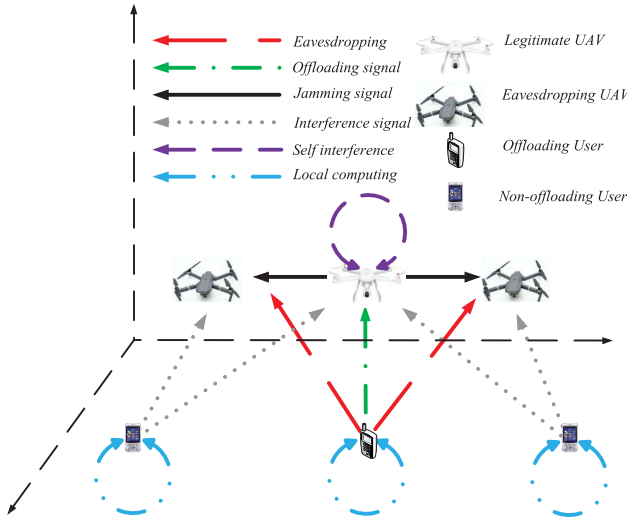 Eavesdropping
Offloading signal
Jamming signal
Interference signal
Self interference
Local computing
Legitimate UAV
Eavesdropping UAV
Offloading User
Non-offloading User